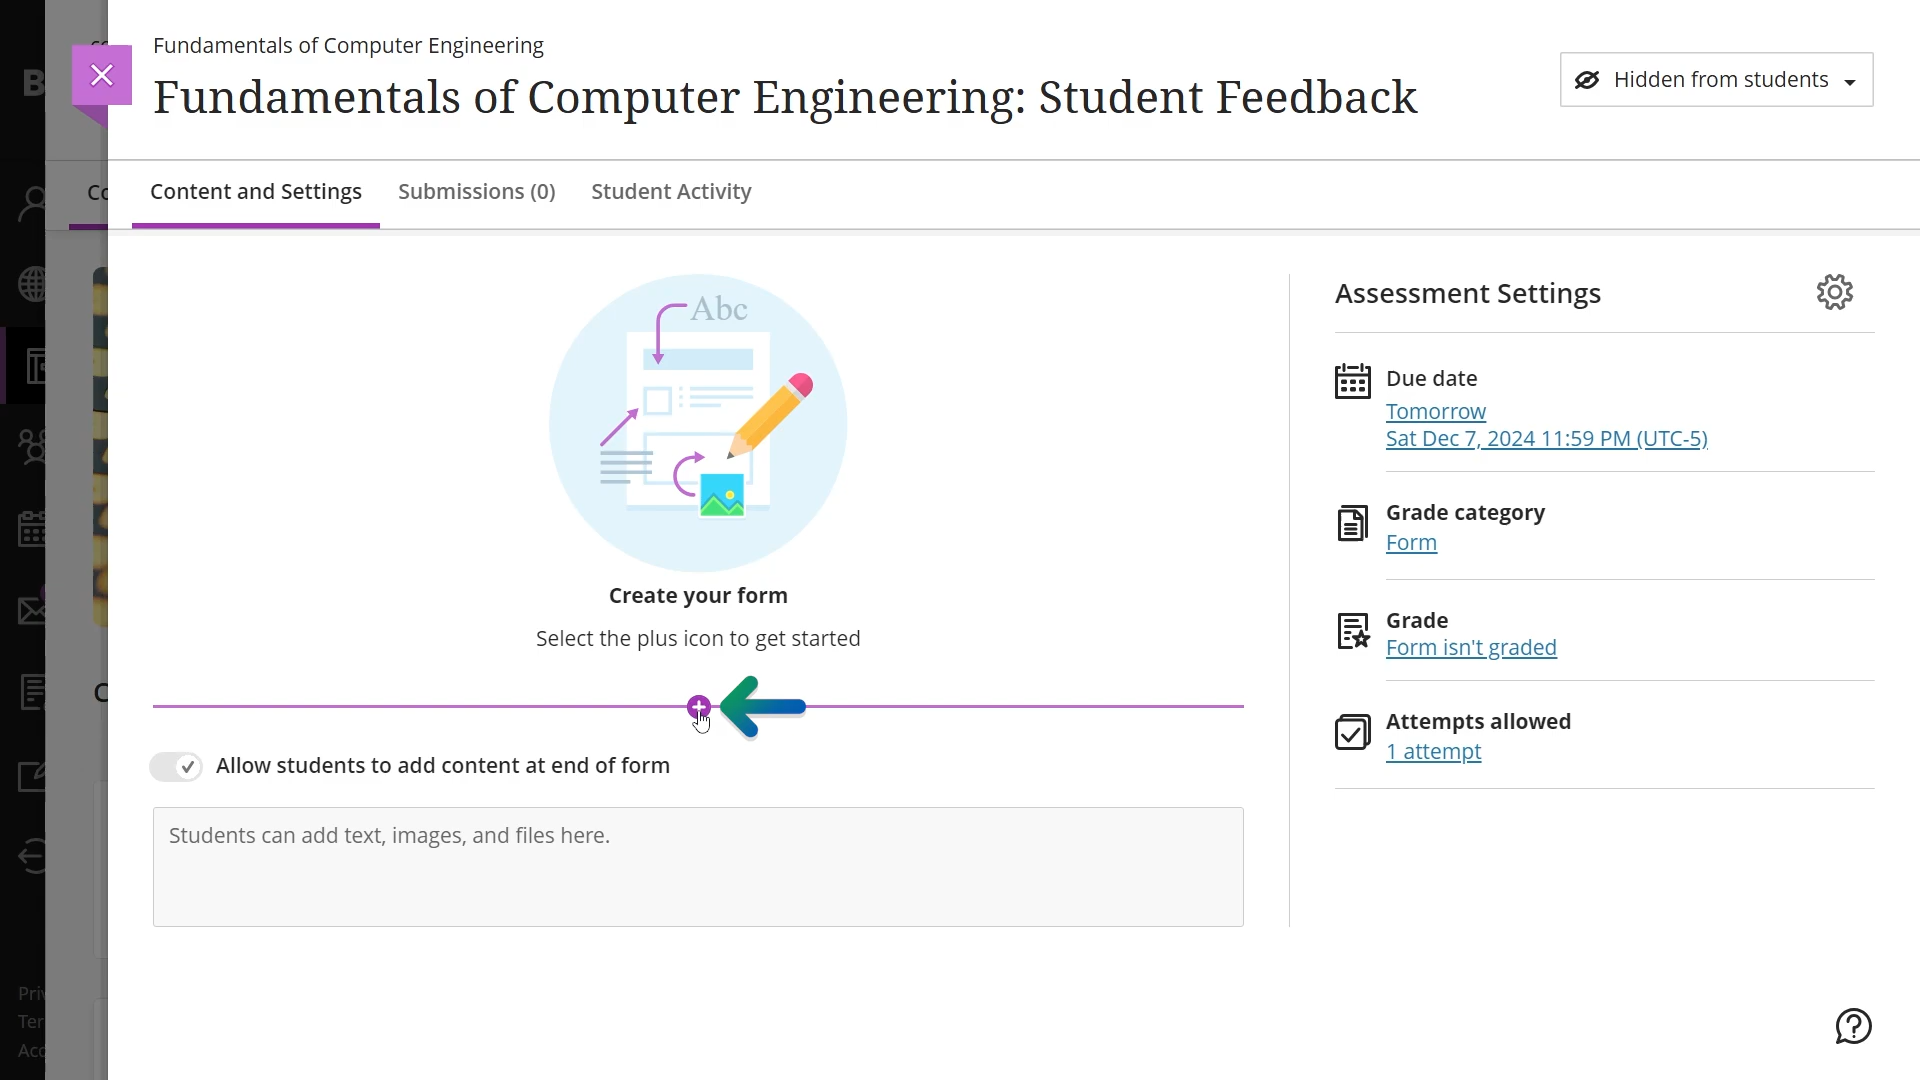 Fundamentals of Computer Engineering
Fundamentals of Computer Engineering: Student Feedback
Hidden from students
Content and Settings
Submissions (0)
Student Activity
Abc
Create your form
Select the plus icon to get started
Allow students to add content at end of form
Students can add text, images, and files here.
Assessment Settings
Due date
Tomorrow
Sat Dec 7, 2024 11:59 PM (UTC-5)
Grade category
Form
Grade
Form isn't graded
Attempts allowed
1 attempt